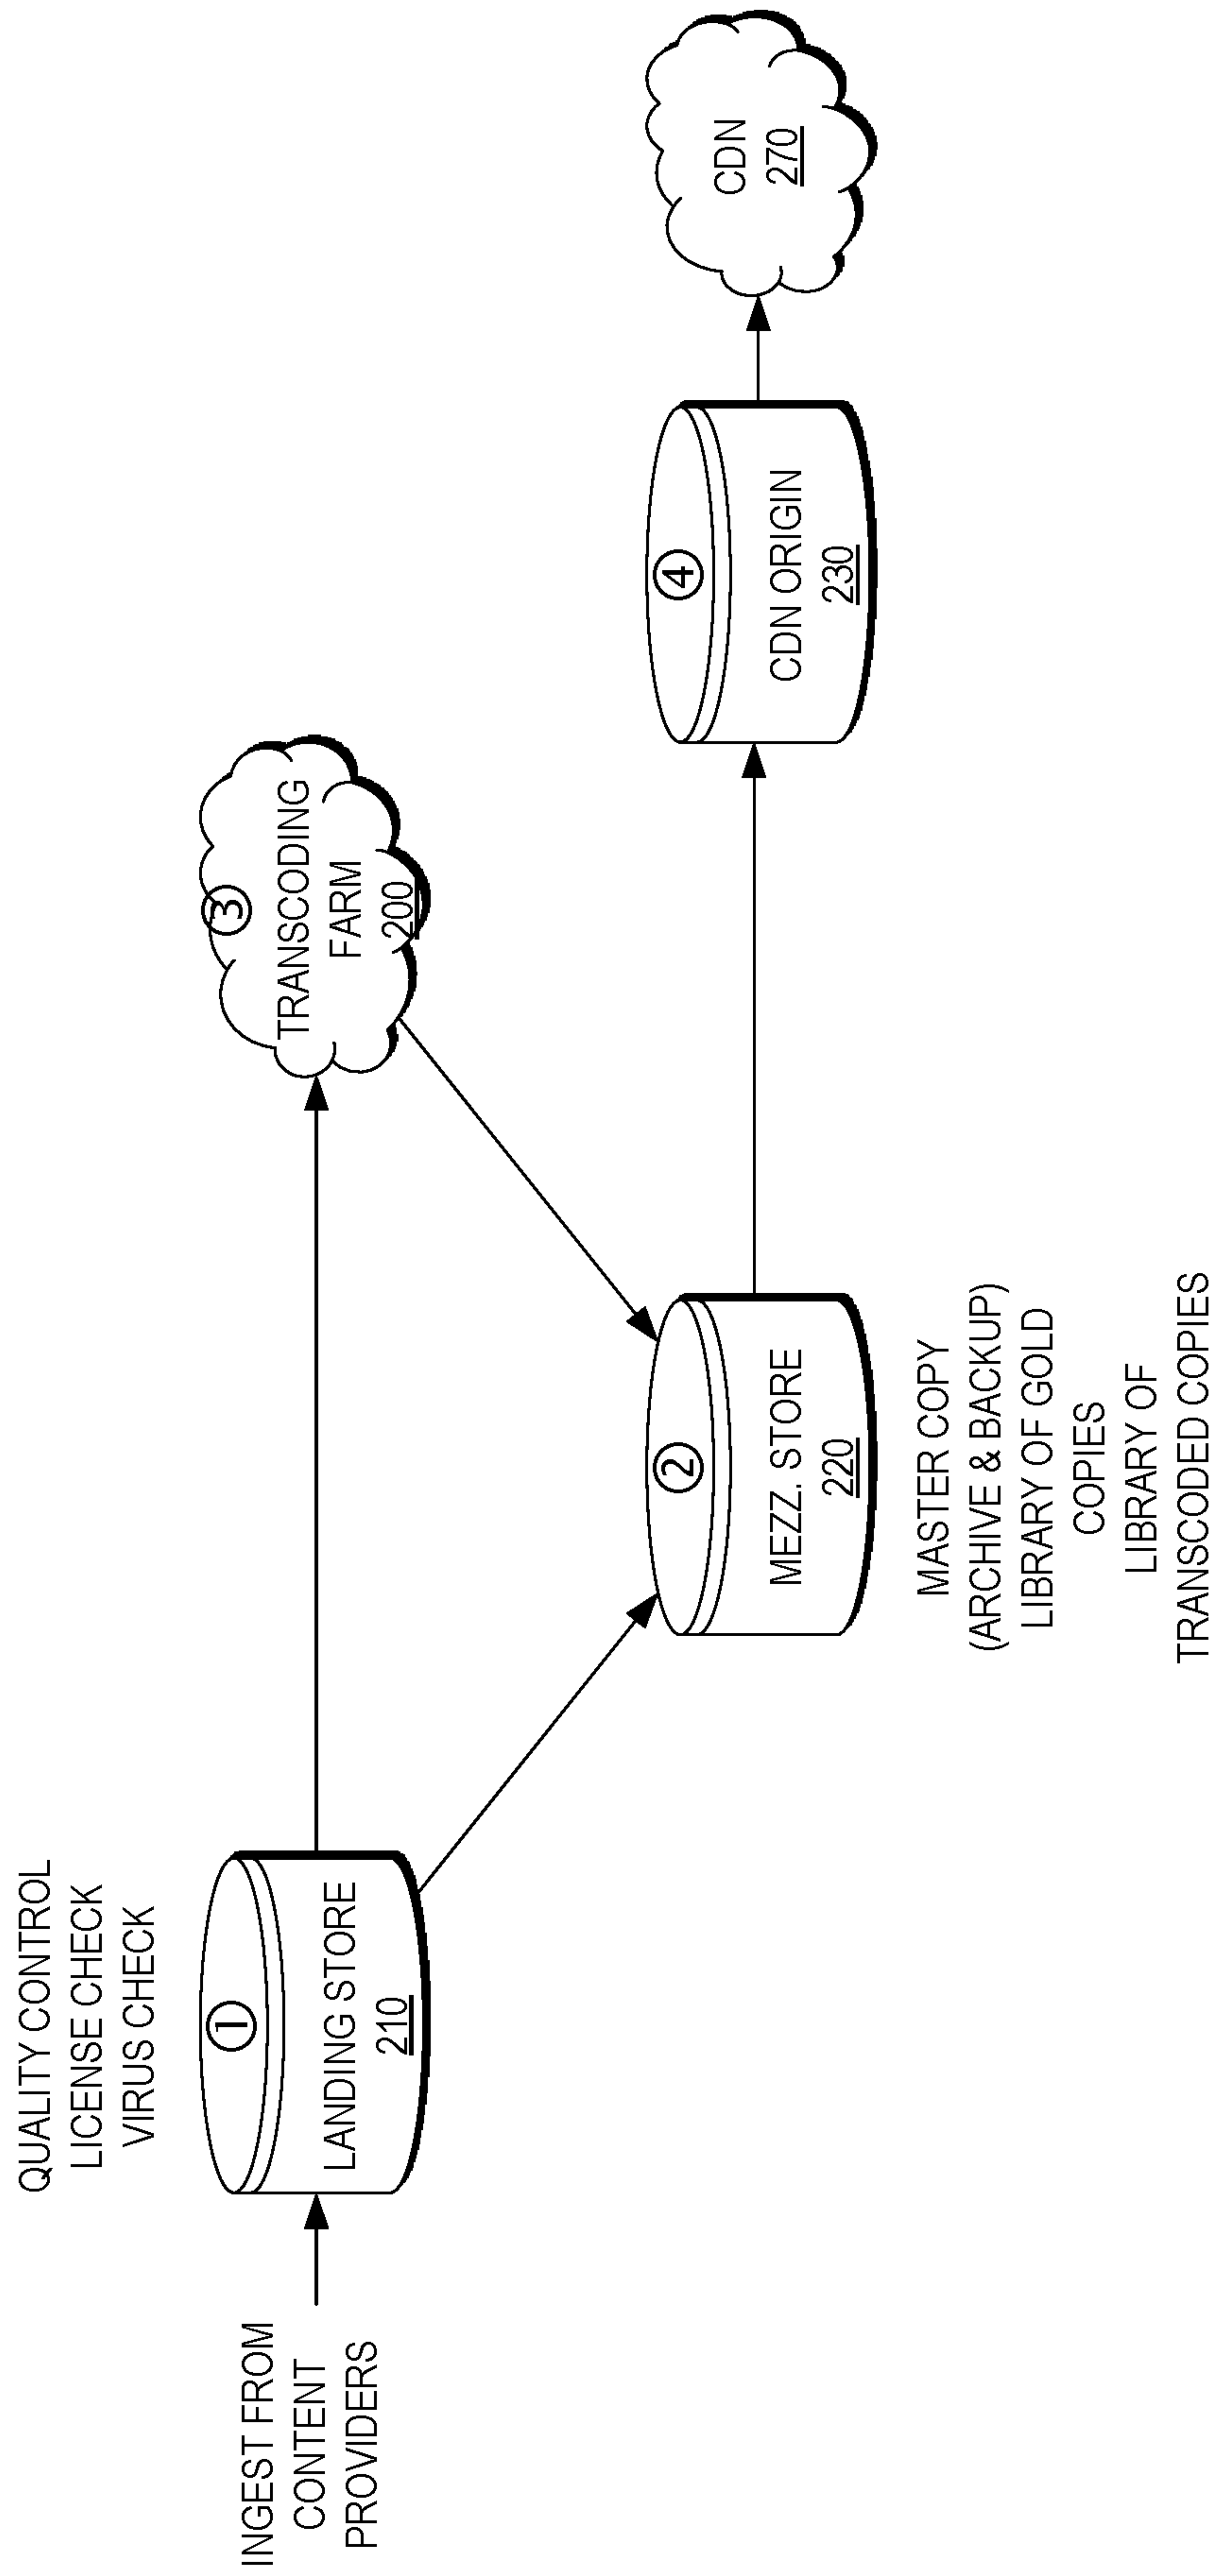 QUALITY CONTROL
LICENSE CHECK
VIRUS CHECK
INGEST FROM
CONTENT
PROVIDERS
①
LANDING STORE
210
③
TRANSCODING
FARM
200
②
MEZZ. STORE
220
MASTER COPY
(ARCHIVE & BACKUP)
LIBRARY OF GOLD
COPIES
LIBRARY OF
TRANSCODED COPIES
④
CDN ORIGIN
230
CDN
270